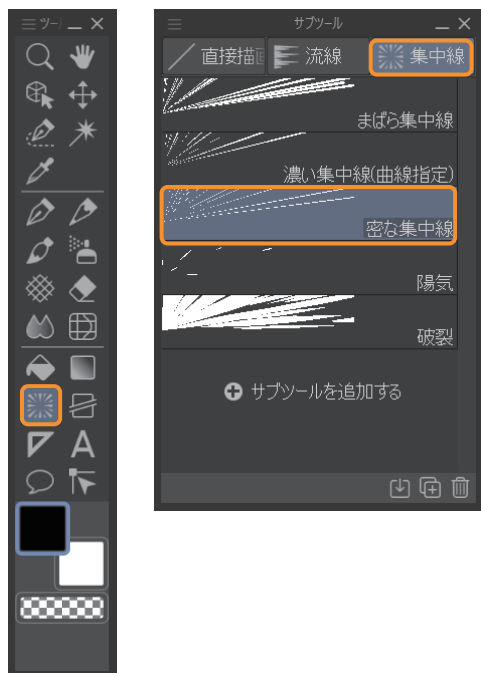 ツール
サブツール
直接描画
流線
集中線
まばら集中線
濃い集中線(曲線指定)
密な集中線
陽気
破裂
サブツールを追加する
A